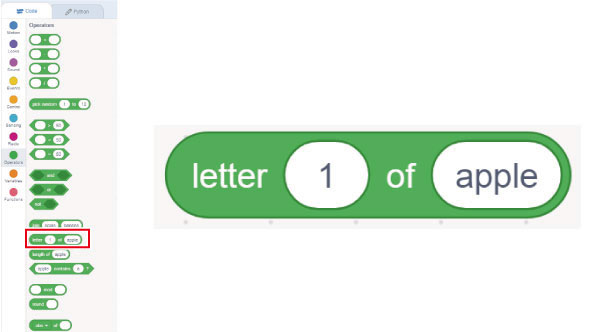 Code
Python
Operators
Motion
Looks
Sound
Events
Control
Sensing
Operators
Variables
Functions
pick random 1 to 10
50
50
50
and
or
not
join apple banana
letter 1 of apple
length of apple
apple contains a ?
mod
round
abs of
letter 1 of apple